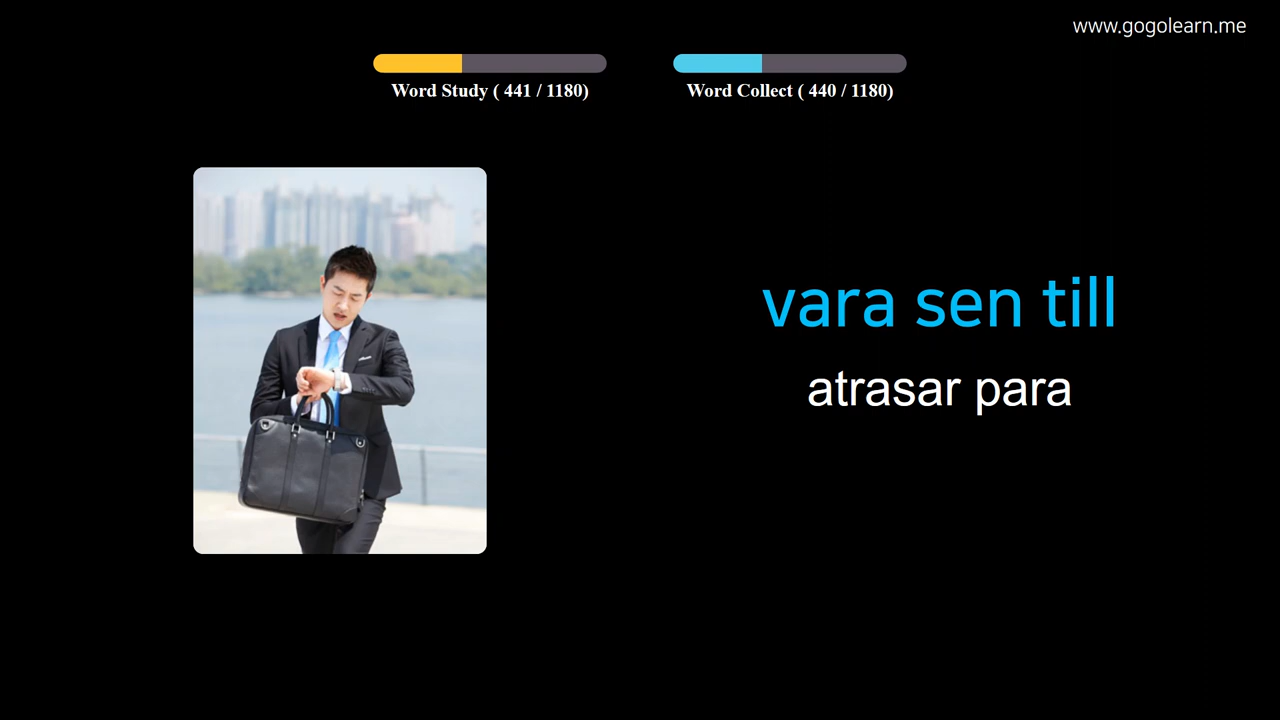 www.gogolearn.me
Word Study ( 441 / 1180)
Word Collect ( 440 / 1180)
vara sen till
atrasar para